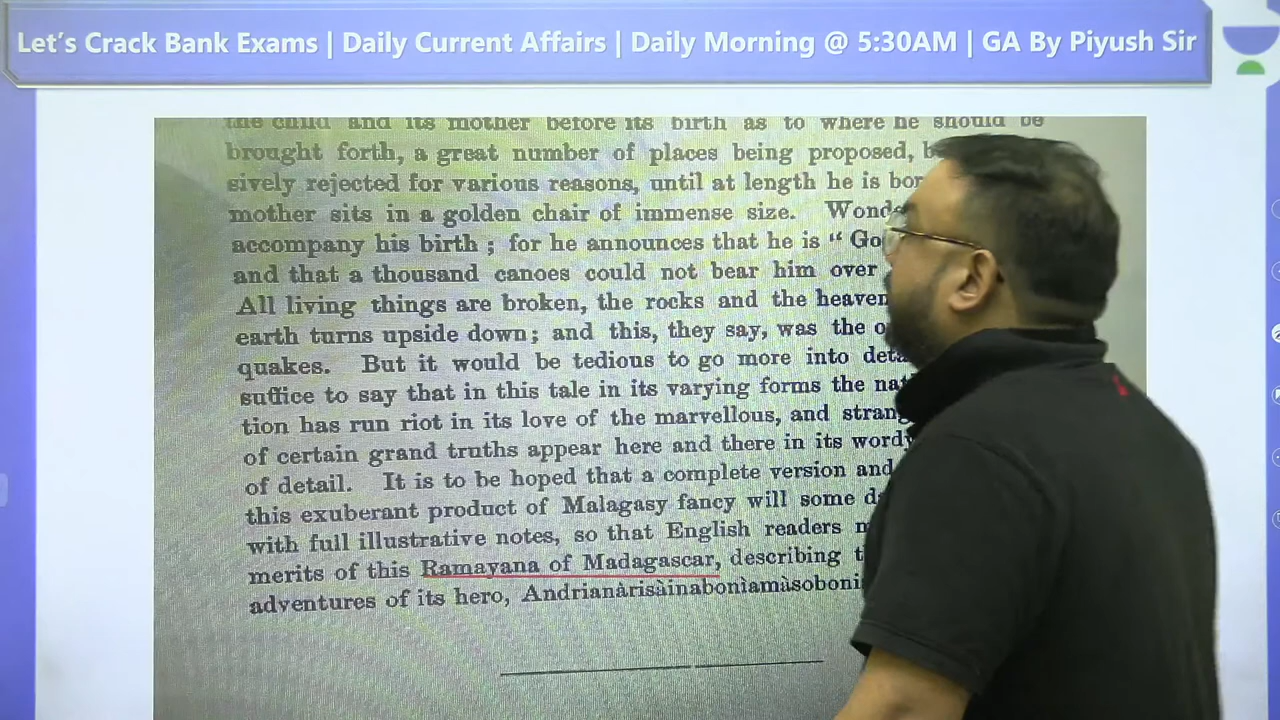 Let's Crack Bank Exams | Daily Current Affairs | Daily Morning @ 5:30AM | GA By Piyush Sir
the child and its mother before its birth as to where he should be
brought forth, a great number of places being proposed,
sively rejected for various reasons, until at length he is
mother sits in a golden chair of immense size.
accompany his birth ; for he announces that he is "
and that a thousand canoes could not bear him over
All living things are broken, the rocks and the
earth turns upside down; and this, they say, was the
quakes. But it would be tedious to go more into
suffice to say that in this tale in its varying forms the
tion has run riot in its love of the marvellous, and
of certain grand truths appear here and there in its
of detail. It is to be hoped that a complete version and
this exuberant product of Malagasy fancy will some
with full illustrative notes, so that English readers
merits of this Ramayana of Madagascar, describing
adventures of its hero,